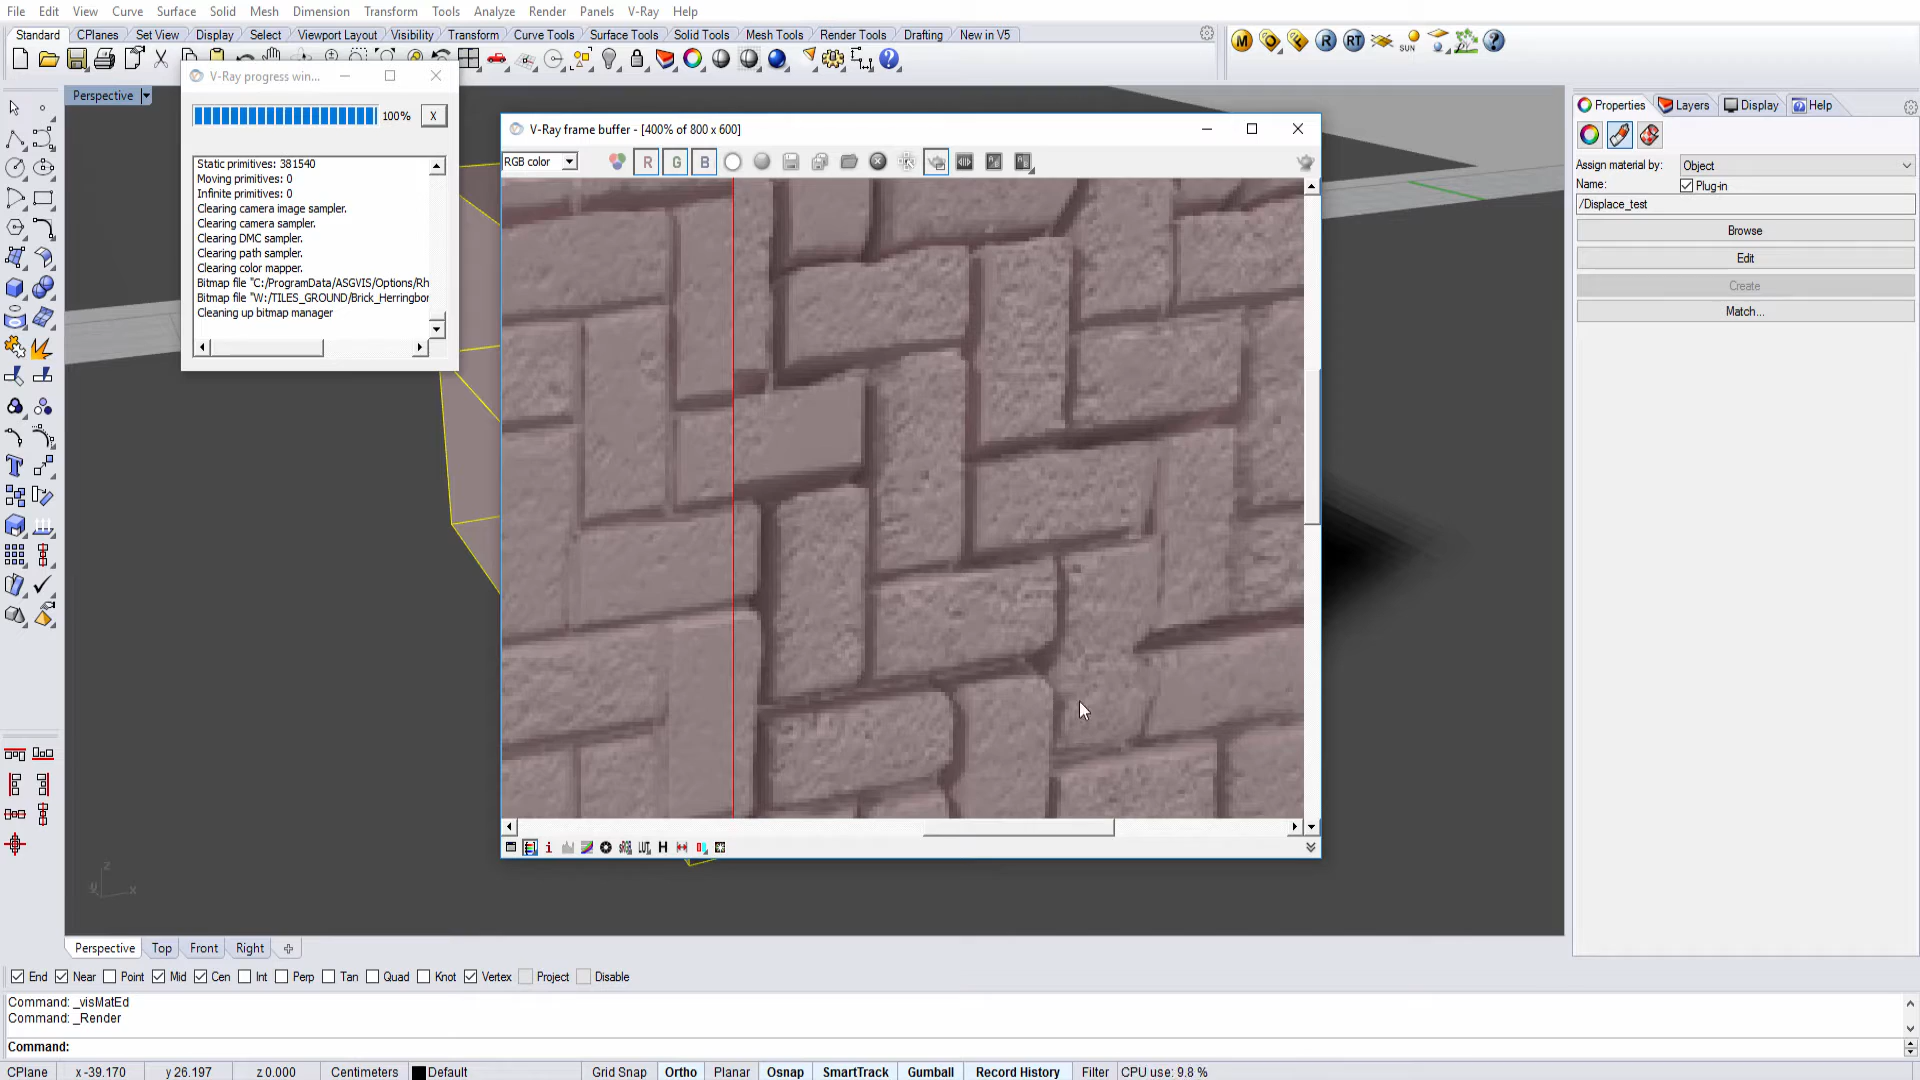 File Edit View Curve Surface Solid Mesh Dimension Transform Tools Analyze Render Panels V-Ray Help
Standard CPlanes Set View Display Select Viewport Layout Visibility Transform Curve Tools Surface Tools Solid Tools Mesh Tools Render Tools Drafting New in V5
M O F R RT SUN ?
Perspective
V-Ray progress win...
100% X
Static primitives: 381540
Moving primitives: 0
Infinite primitives: 0
Clearing camera image sampler.
Clearing camera sampler.
Clearing DMC sampler.
Clearing path sampler.
Clearing color mapper.
Bitmap file "C:/ProgramData/ASGVIS/Options/Rh
Bitmap file "W:/TILES_GROUND/Brick_Herringbon
Cleaning up bitmap manager
V-Ray frame buffer - [400% of 800 x 600]
RGB color R G B
i LUT H
Properties Layers Display Help
Assign material by: Object
Name: Plug-in
/Displace_test
Browse
Edit
Create
Match...
z
y x
Perspective Top Front Right
End Near Point Mid Cen Int Perp Tan Quad Knot Vertex Project Disable
Command: _visMatEd
Command: _Render
Command:
CPlane x -39.170 y 26.197 z 0.000 Centimeters Default Grid Snap Ortho Planar Osnap SmartTrack Gumball Record History Filter CPU use: 9.8 %